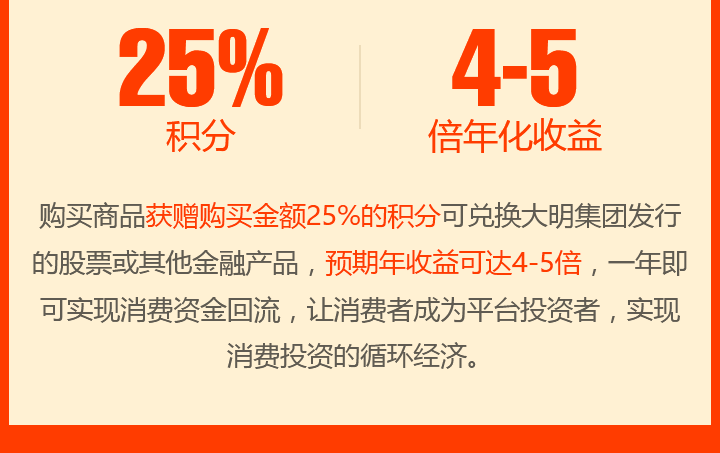 25%
积分
4-5
倍年化收益
购买商品获赠购买金额25%的积分可兑换大明集团发行
的股票或其他金融产品，预期年收益可达4-5倍，一年即
可实现消费资金回流，让消费者成为平台投资者，实现
消费投资的循环经济。